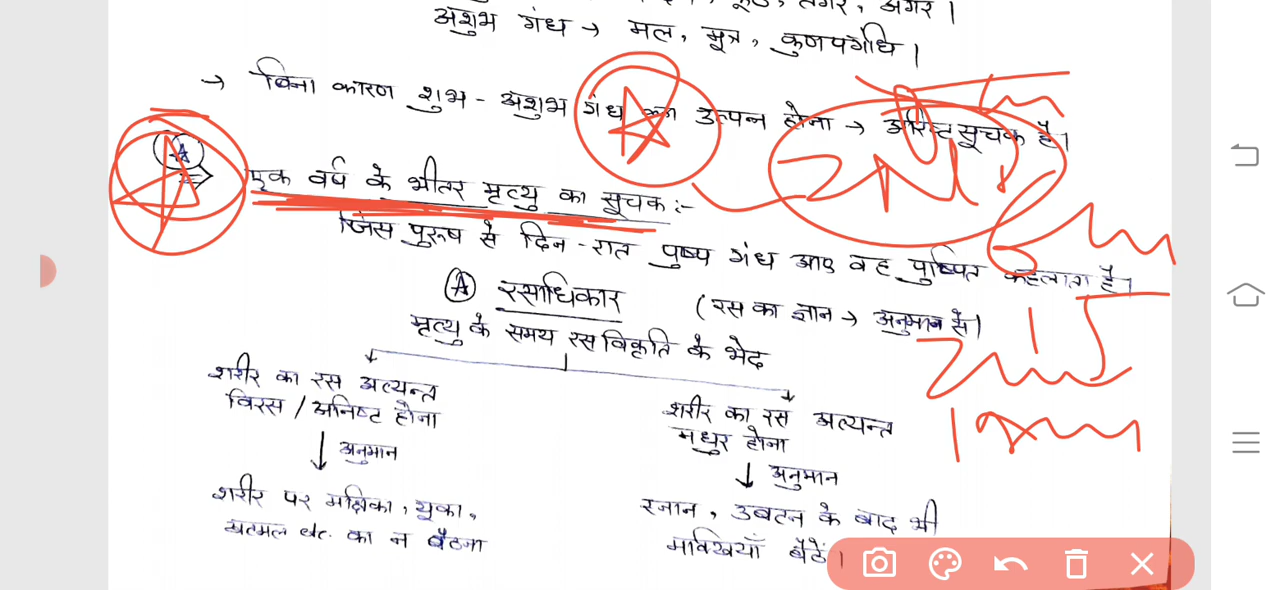 तगर, अगर।
अशुभ गंध → मल, मूत्र, कुणपगंधि।
→ बिना कारण शुभ - अशुभ गंध का उत्पन होना → अरिष्टसूचक है।
A
एक वर्ष के भीतर मृत्यु का सूचक :-
जिस पुरुष से दिन - रात पुष्प गंध आए वह पुष्पित कहलाता है।
A रसाधिकार (रस का ज्ञान → अनुमान से)
मृत्यु के समय रस विकृति के भेद
शरीर का रस अत्यन्त
विरस / अनिष्ट होना
शरीर का रस अत्यन्त
मधुर होना
↓ अनुमान
↓ अनुमान
शरीर पर मक्षिका, यूका,
खटमल etc. का न बैठना
स्नान, उबटन के बाद भी
मक्खियाँ बैठें।